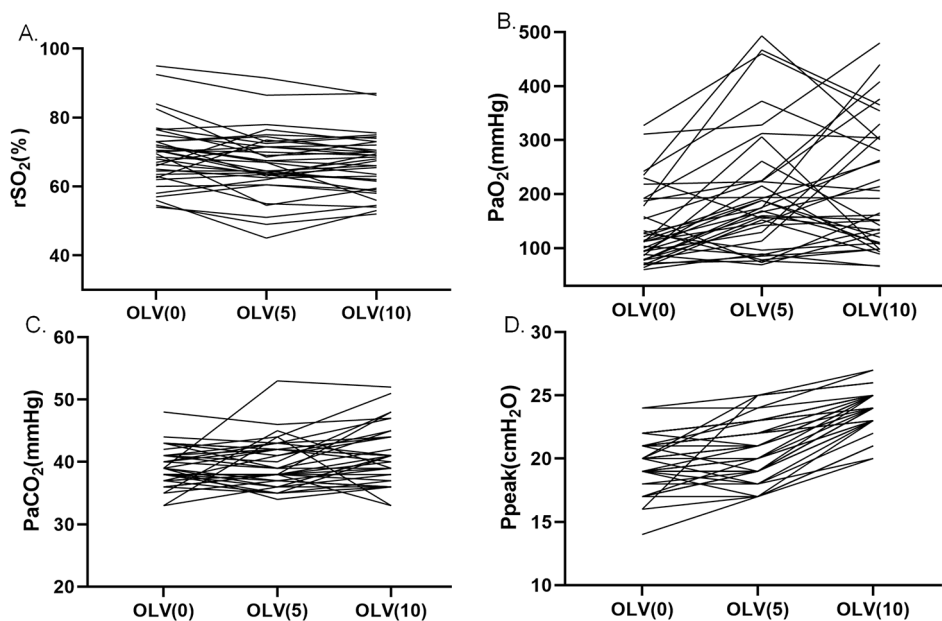 A.
rSO2(%)
100
80
60
40
OLV(0) OLV(5) OLV(10)
B.
PaO2(mmHg)
500
400
300
200
100
OLV(0) OLV(5) OLV(10)
C.
PaCO2(mmHg)
60
50
40
30
20
OLV(0) OLV(5) OLV(10)
D.
Ppeak(cmH2O)
30
25
20
15
10
OLV(0) OLV(5) OLV(10)